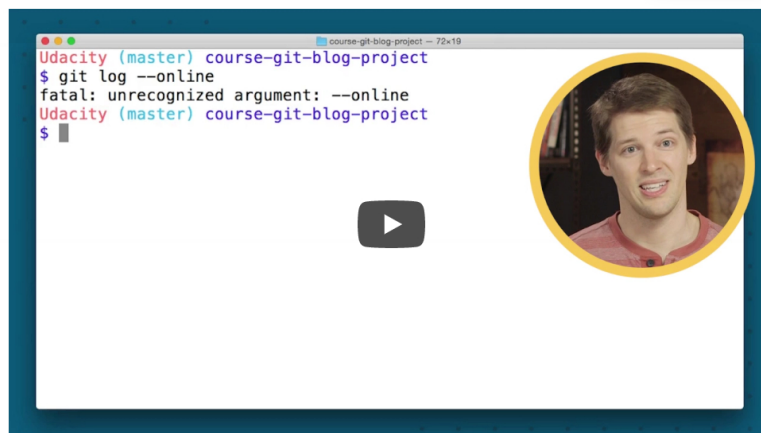 course-git-blog-project — 72×19
Udacity (master) course-git-blog-project
$ git log --online
fatal: unrecognized argument: --online
Udacity (master) course-git-blog-project
$